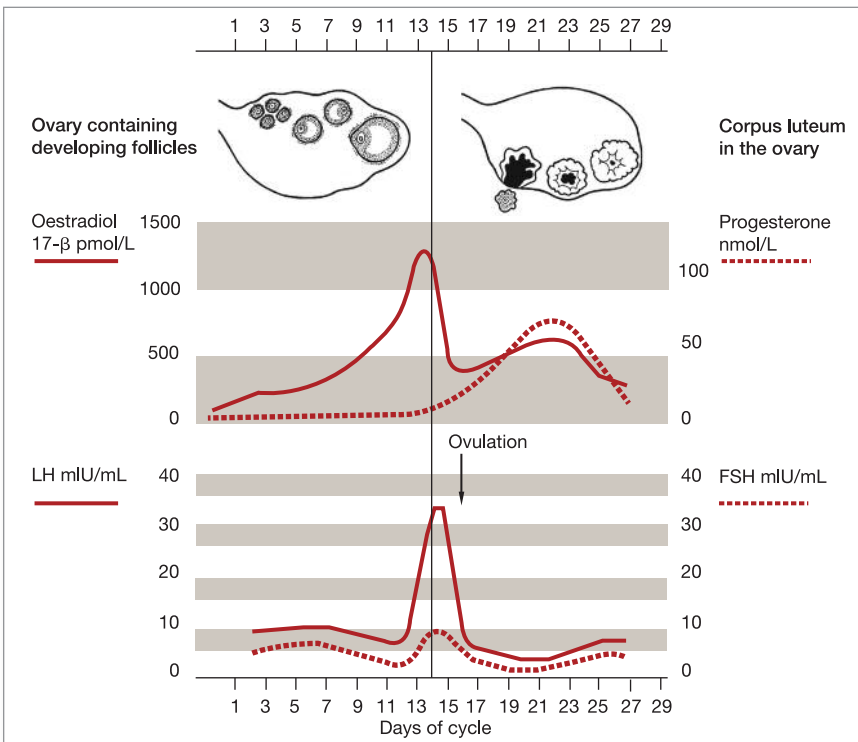 1 3 5 7 9 11 13 15 17 19 21 23 25 27 29
Ovary containing
developing follicles
Corpus luteum
in the ovary
Oestradiol
17-β pmol/L
1500
1000
500
0
Progesterone
nmol/L
100
50
0
Ovulation
LH mIU/mL
40
30
20
10
0
FSH mIU/mL
40
30
20
10
0
1 3 5 7 9 11 13 15 17 19 21 23 25 27 29
Days of cycle